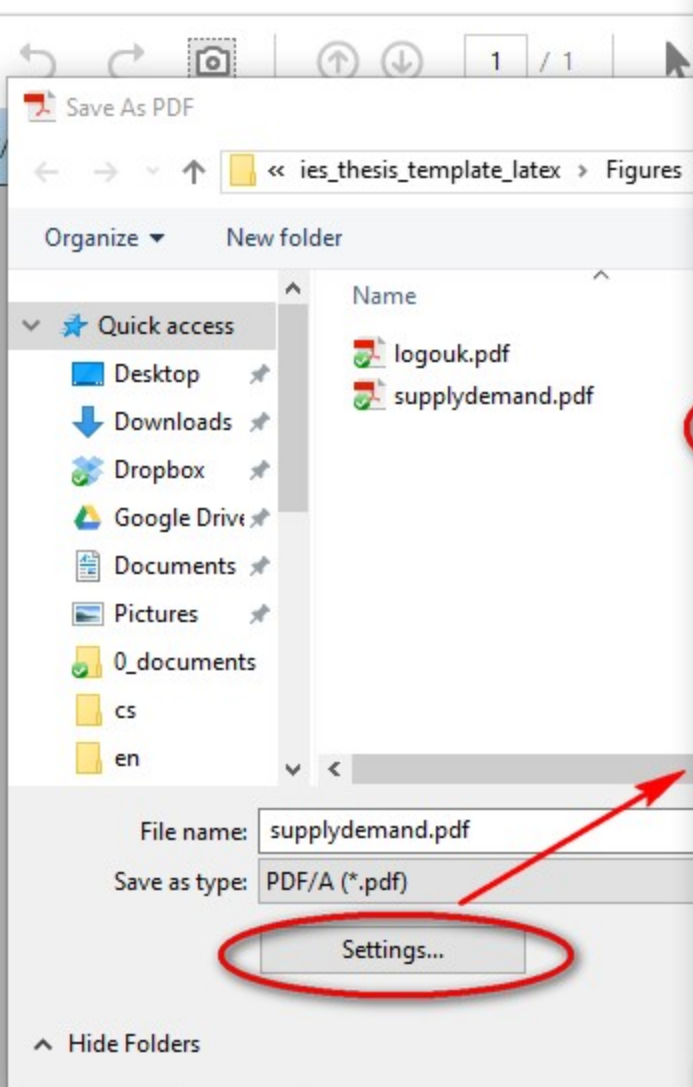 1 / 1
Save As PDF
« ies_thesis_template_latex > Figures
Organize New folder
Name
Quick access
logouk.pdf
Desktop
supplydemand.pdf
Downloads
Dropbox
Google Drive
Documents
Pictures
0_documents
cs
en
File name: supplydemand.pdf
Save as type: PDF/A (*.pdf)
Settings...
Hide Folders